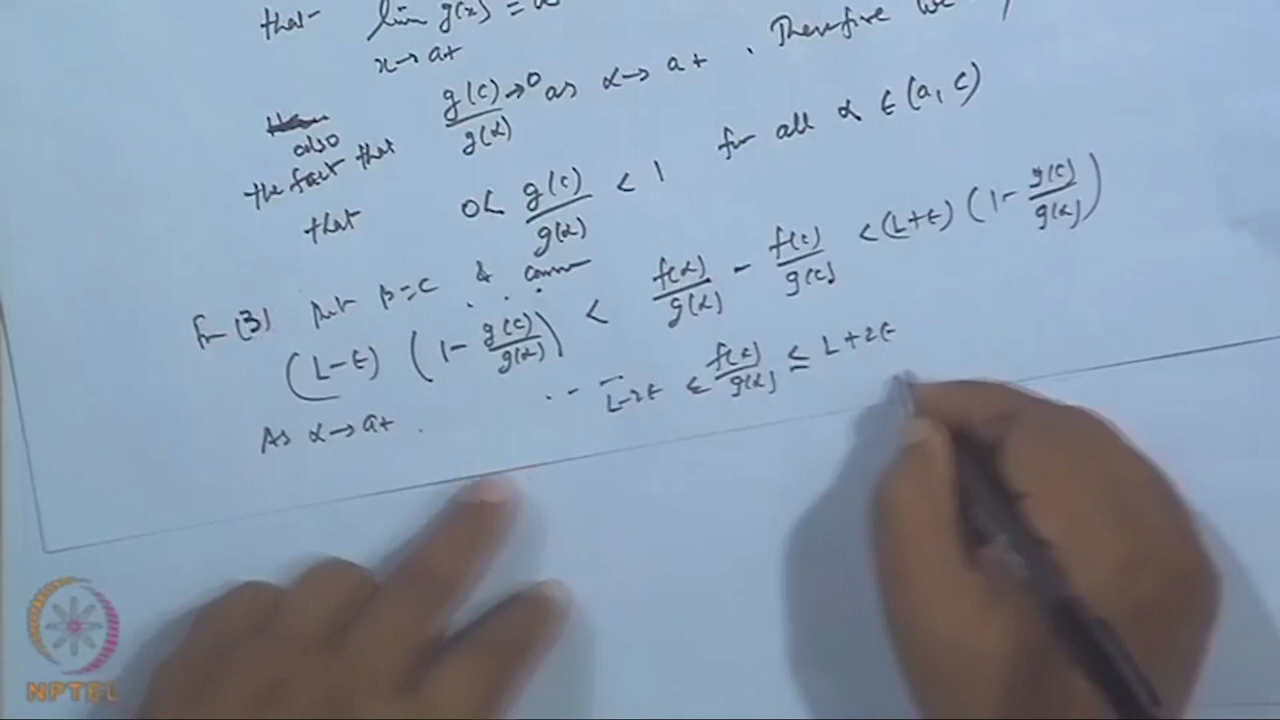 that lim g(x) =
x→a+
also the fact that g(c)/g(α) → 0 as α→a+ . Therefore we
that 0< g(c)/g(α) < 1 for all α ∈ (a, c)
From (3) put β=c &
(L-ε) (1- g(c)/g(α)) < f(α)/g(α) - f(c)/g(c) < (L+ε) (1- g(c)/g(α))
As α→a+ . L-2ε ≤ f(α)/g(α) ≤ L+2ε
NPTEL